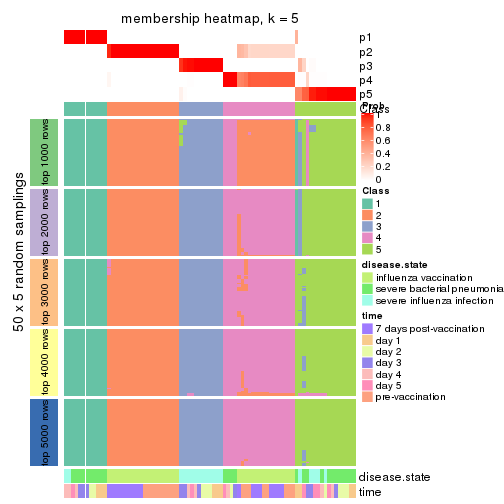 membership heatmap, k = 5
p1
p2
p3
p4
p5
Class
Prob
1
0.8
0.6
0.4
0.2
0
Class
1
2
3
4
5
disease.state
influenza vaccination
severe bacterial pneumonia
severe influenza infection
time
7 days post-vaccination
day 1
day 2
day 3
day 4
day 5
pre-vaccination
50 x 5 random samplings
top 1000 rows
top 2000 rows
top 3000 rows
top 4000 rows
top 5000 rows
disease.state
time